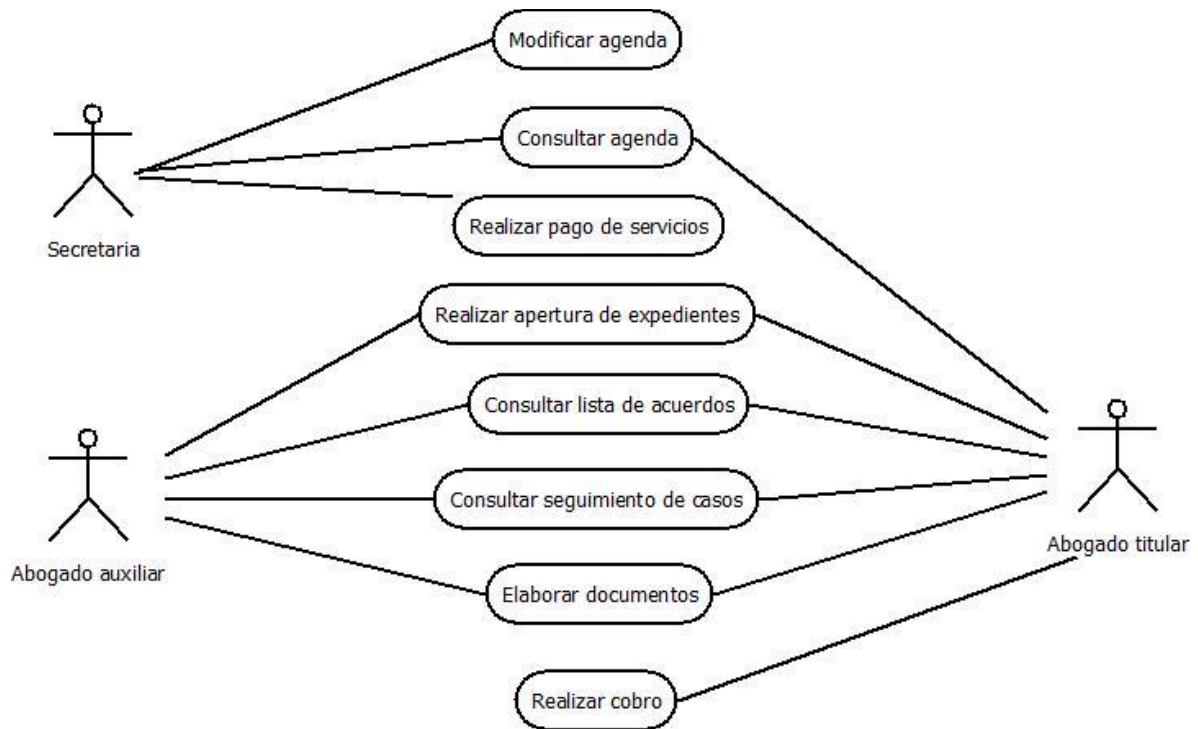 Modificar agenda
Consultar agenda
Realizar pago de servicios
Secretaria
Realizar apertura de expedientes
Consultar lista de acuerdos
Consultar seguimiento de casos
Abogado titular
Abogado auxiliar
Elaborar documentos
Realizar cobro